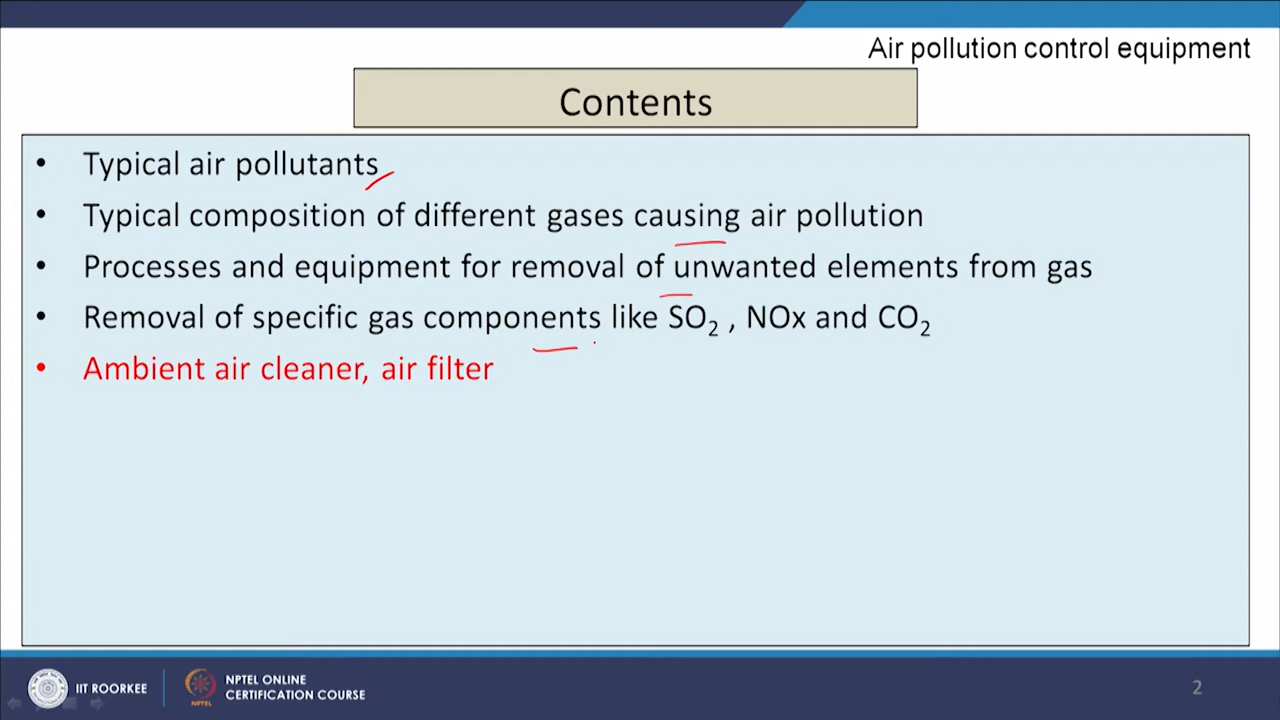 Air pollution control equipment
Contents
• Typical air pollutants
• Typical composition of different gases causing air pollution
• Processes and equipment for removal of unwanted elements from gas
• Removal of specific gas components like SO₂ , NOx and CO₂
• Ambient air cleaner, air filter
IIT ROORKEE
NPTEL ONLINE
CERTIFICATION COURSE
NPTEL
2